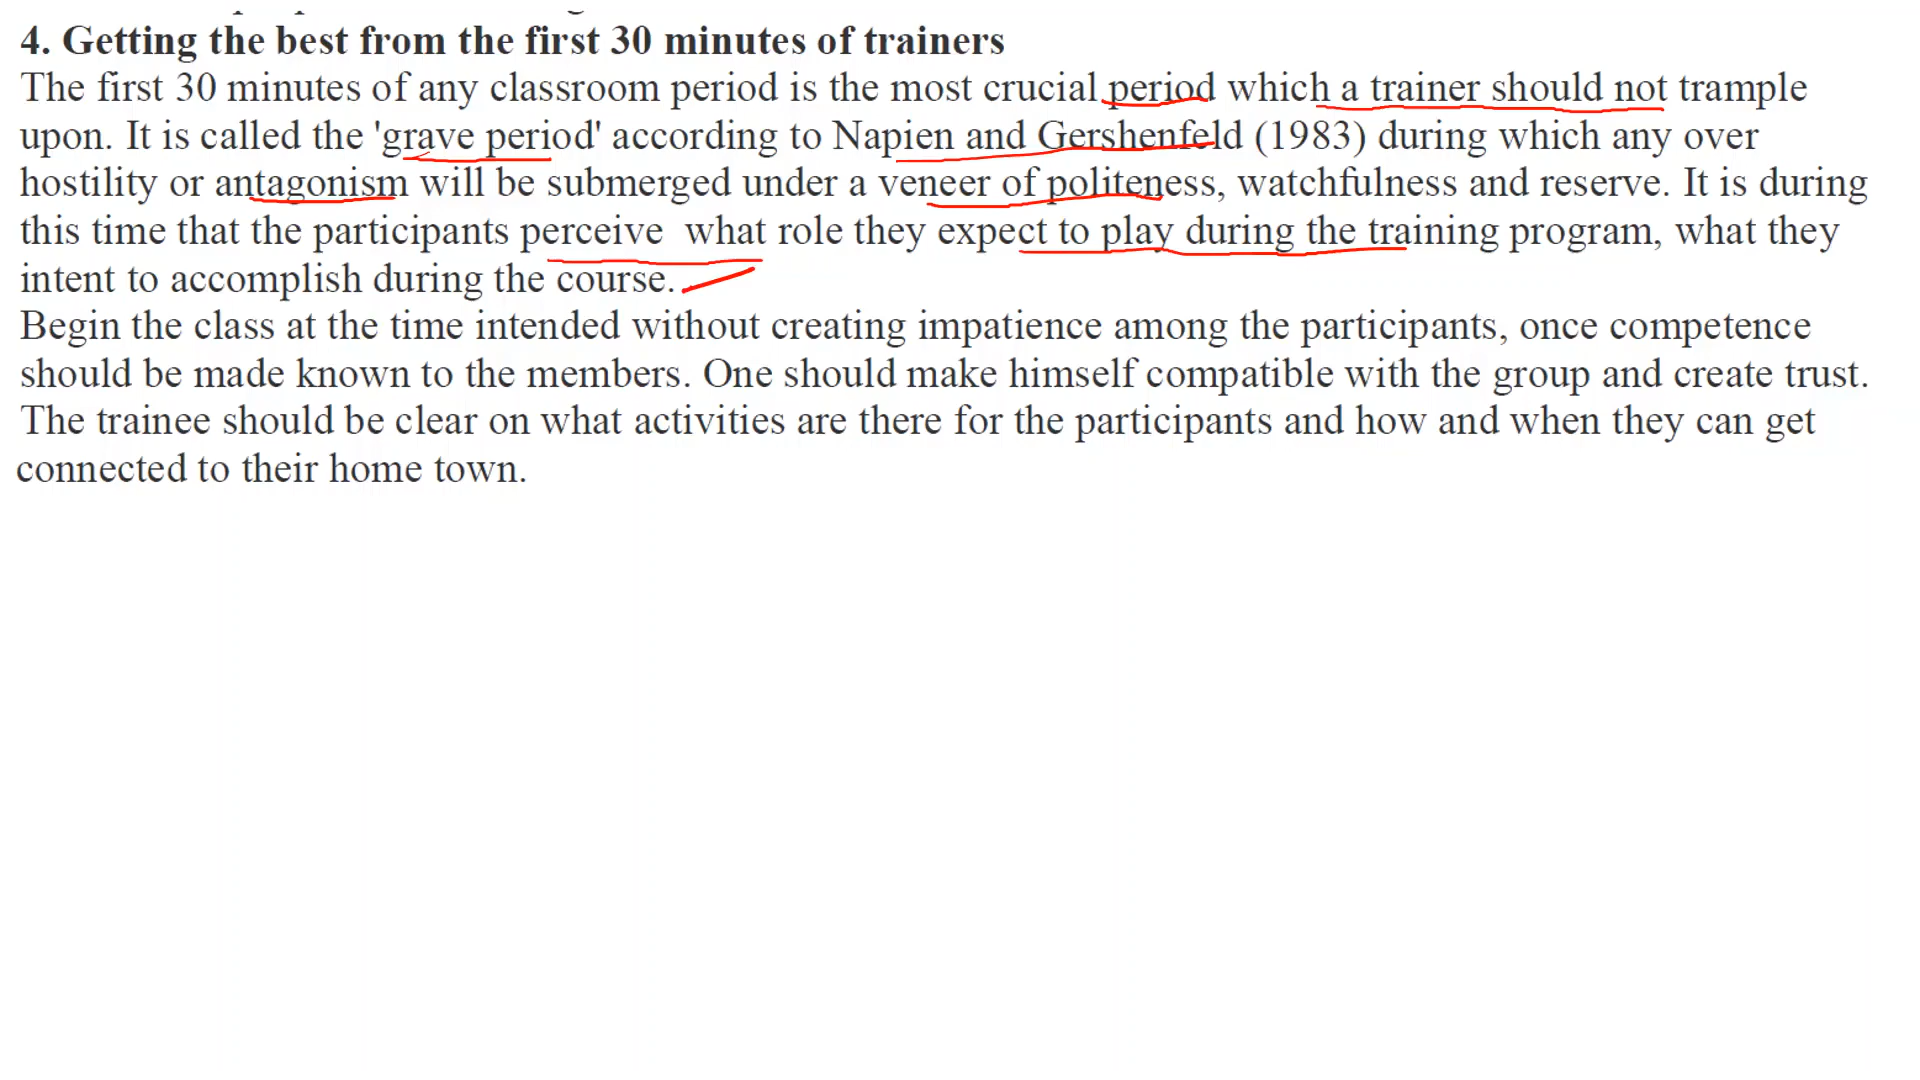 4. Getting the best from the first 30 minutes of trainers
The first 30 minutes of any classroom period is the most crucial period which a trainer should not trample
upon. It is called the 'grave period' according to Napien and Gershenfeld (1983) during which any over
hostility or antagonism will be submerged under a veneer of politeness, watchfulness and reserve. It is during
this time that the participants perceive what role they expect to play during the training program, what they
intent to accomplish during the course.
Begin the class at the time intended without creating impatience among the participants, once competence
should be made known to the members. One should make himself compatible with the group and create trust.
The trainee should be clear on what activities are there for the participants and how and when they can get
connected to their home town.